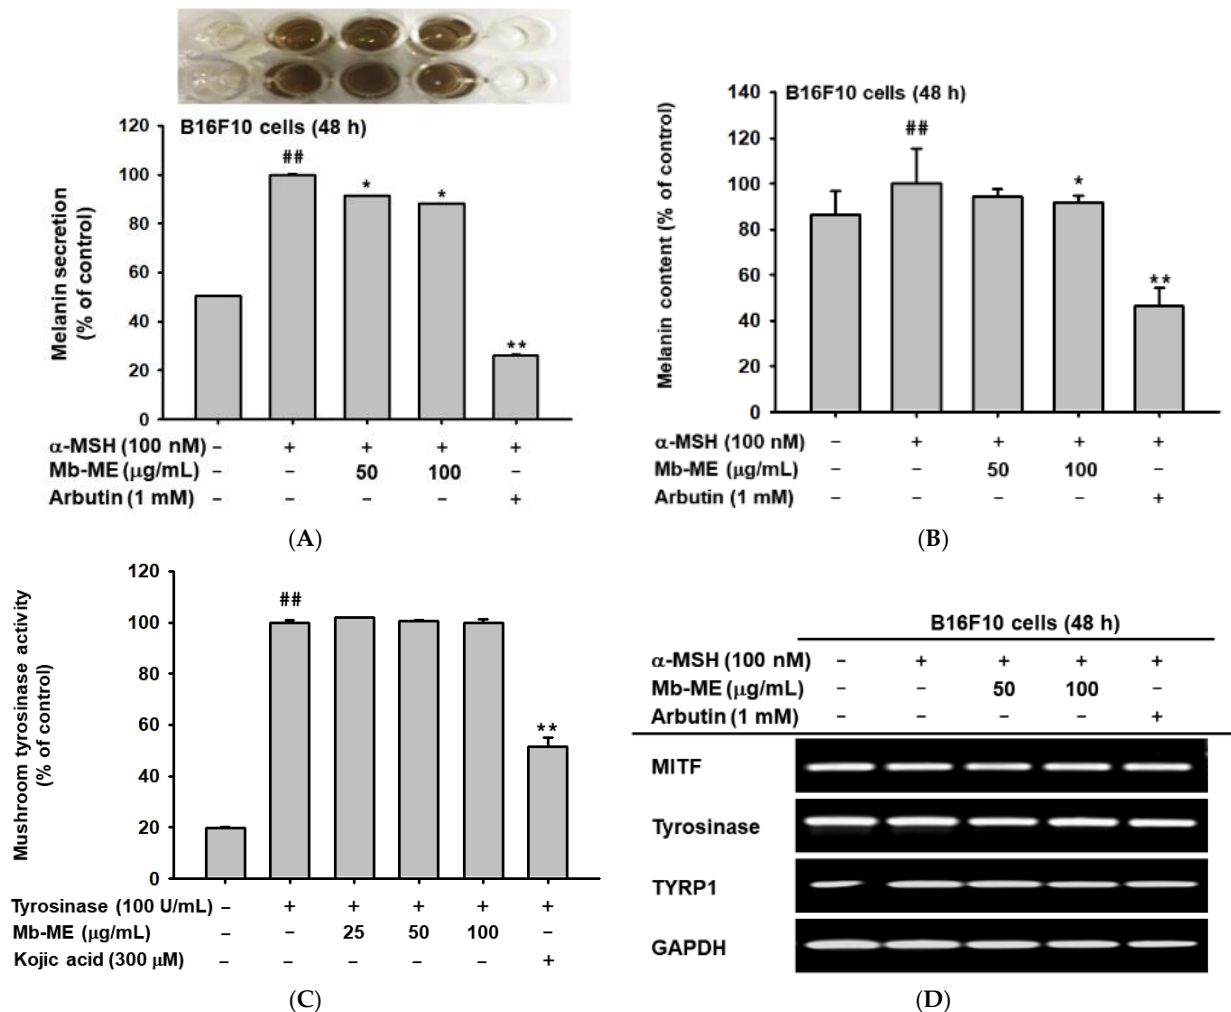 B16F10 cells (48 h)
Melanin secretion
(% of control)
120
100
80
60
40
20
0
##
*
*
**
α-MSH (100 nM) − + + + +
Mb-ME (μg/mL) − − 50 100 −
Arbutin (1 mM) − − − − +
(A)
B16F10 cells (48 h)
Melanin content (% of control)
140
120
100
80
60
40
20
0
##
*
**
α-MSH (100 nM) − + + + +
Mb-ME (μg/mL) − − 50 100 −
Arbutin (1 mM) − − − − +
(B)
Mushroom tyrosinase activity
(% of control)
120
100
80
60
40
20
0
##
**
Tyrosinase (100 U/mL) − + + + + +
Mb-ME (μg/mL) − − 25 50 100 −
Kojic acid (300 μM) − − − − − +
(C)
B16F10 cells (48 h)
α-MSH (100 nM) − + + + +
Mb-ME (μg/mL) − − 50 100 −
Arbutin (1 mM) − − − − +
MITF
Tyrosinase
TYRP1
GAPDH
(D)